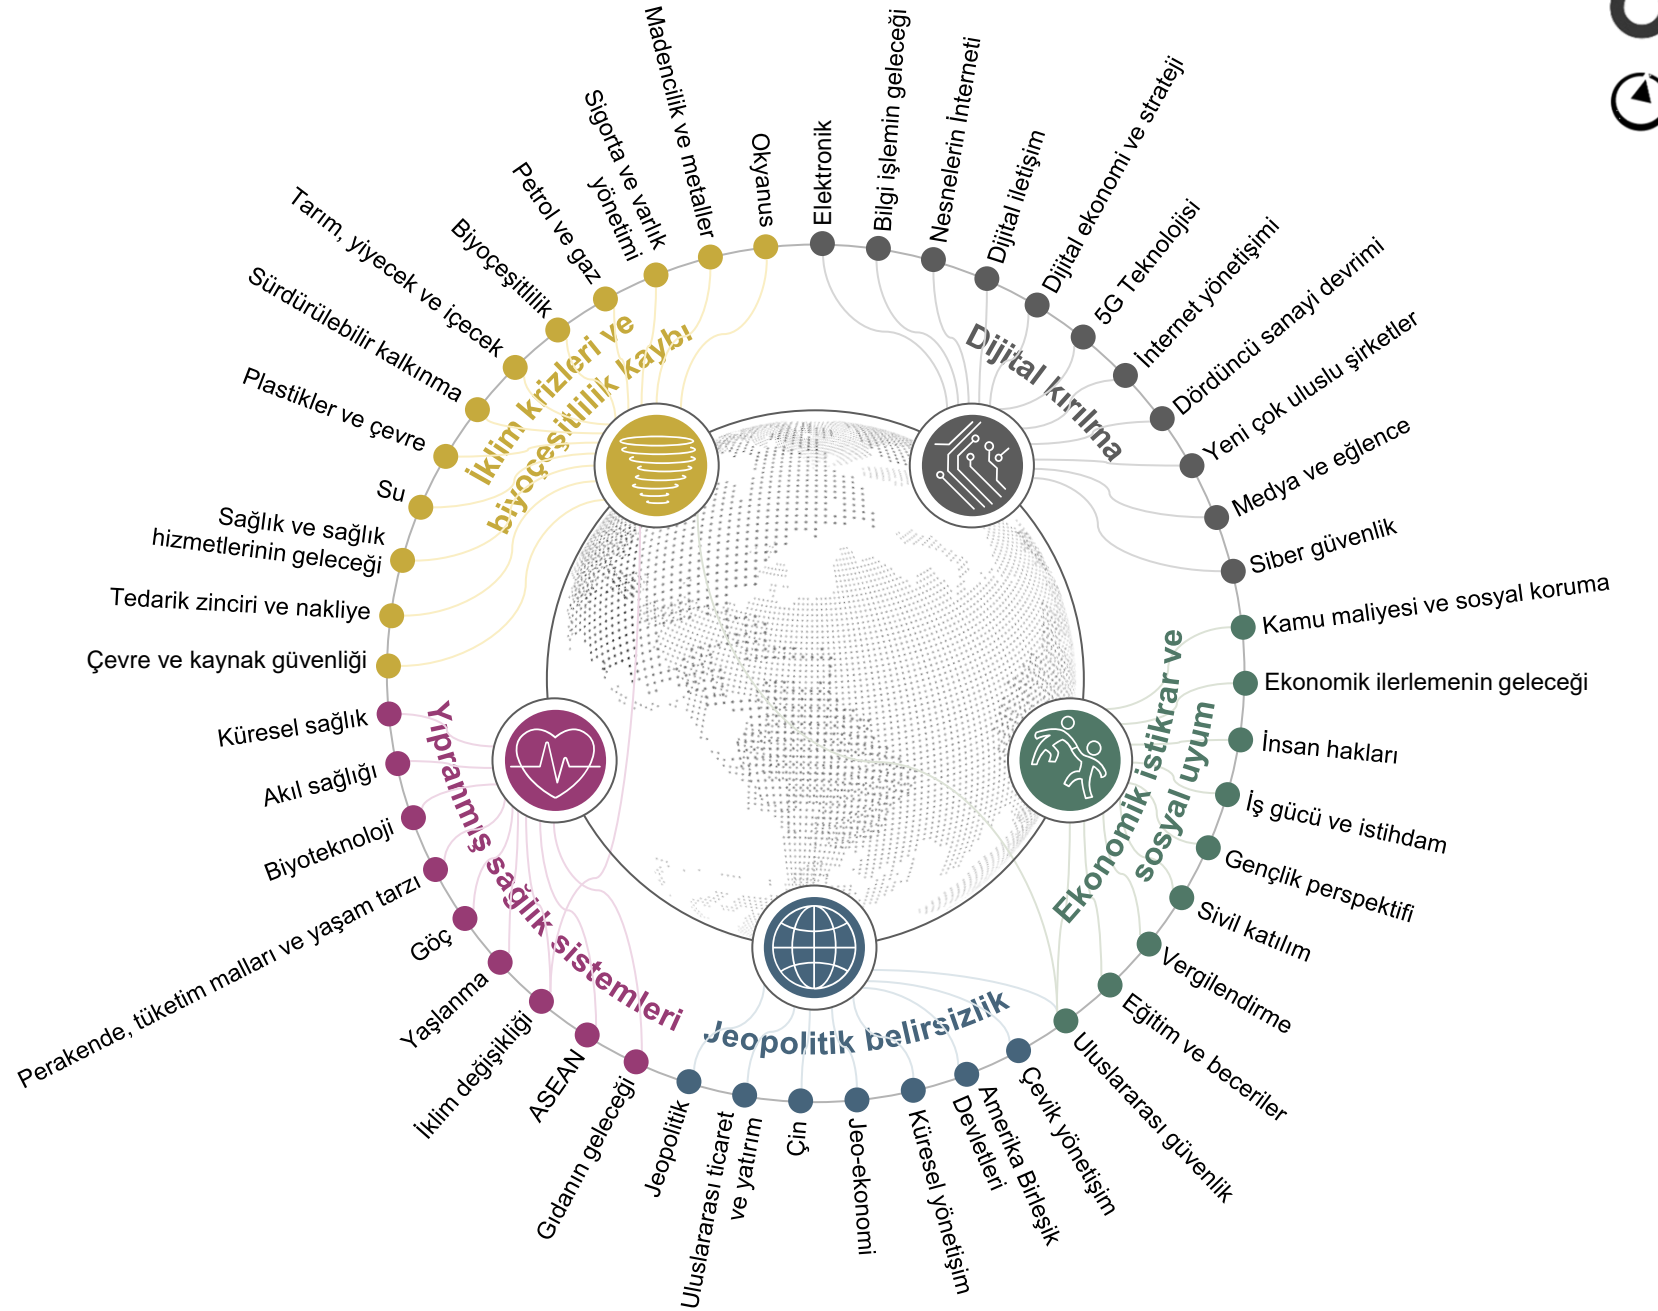 Okyanus
Madencilik ve metaller
Sigorta ve varlık
yönetimi
Petrol ve gaz
Biyoçeşitlilik
Tarım, yiyecek ve içecek
Sürdürülebilir kalkınma
Plastikler ve çevre
Su
Sağlık ve sağlık
hizmetlerinin geleceği
Tedarik zinciri ve nakliye
Çevre ve kaynak güvenliği
İklim krizleri ve
biyoçeşitlilik kaybı
Elektronik
Bilgi işlemin geleceği
Nesnelerin İnterneti
Dijital iletişim
Dijital ekonomi ve strateji
5G Teknolojisi
İnternet yönetişimi
Dördüncü sanayi devrimi
Yeni çok uluslu şirketler
Medya ve eğlence
Siber güvenlik
Dijital kırılma
Kamu maliyesi ve sosyal koruma
Ekonomik ilerlemenin geleceği
İnsan hakları
İş gücü ve istihdam
Gençlik perspektifi
Sivil katılım
Vergilendirme
Eğitim ve beceriler
Uluslararası güvenlik
Ekonomik istikrar ve
sosyal uyum
Çevik yönetişim
Amerika Birleşik
Devletleri
Küresel yönetişim
Jeo-ekonomi
Çin
Uluslararası ticaret
ve yatırım
Jeopolitik
Jeopolitik belirsizlik
Gıdanın geleceği
ASEAN
İklim değişikliği
Yaşlanma
Göç
Perakende, tüketim malları ve yaşam tarzı
Biyoteknoloji
Akıl sağlığı
Küresel sağlık
Yıpranmış sağlık sistemleri